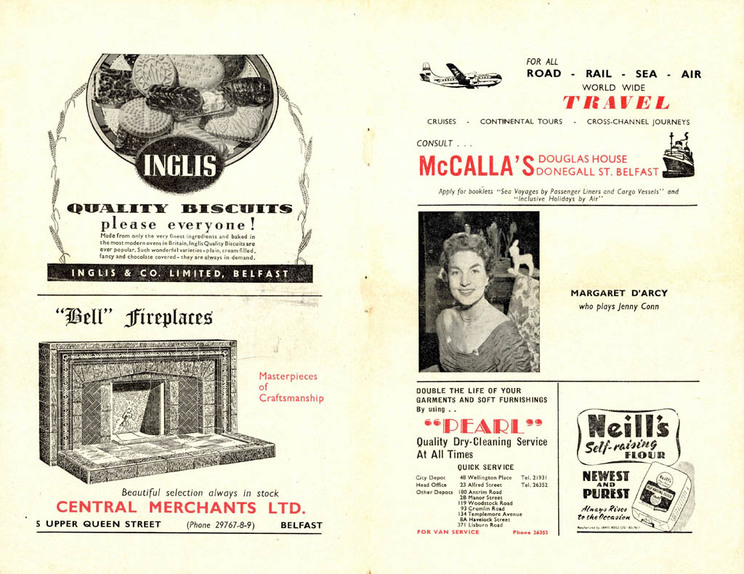 INGLIS
QUALITY BISCUITS
please everyone!
Made from only the very finest ingredients and baked in
the most modern ovens in Britain, Inglis Quality Biscuits are
ever popular. Such wonderful varieties - plain, cream filled,
fancy and chocolate covered - they are always in demand.
INGLIS & CO. LIMITED, BELFAST
"Bell" Fireplaces
Masterpieces
of
Craftsmanship
Beautiful selection always in stock
CENTRAL MERCHANTS LTD.
5 UPPER QUEEN STREET (Phone 29767-8-9) BELFAST
FOR ALL
ROAD - RAIL - SEA - AIR
WORLD WIDE
TRAVEL
CRUISES - CONTINENTAL TOURS - CROSS-CHANNEL JOURNEYS
CONSULT . . .
McCALLA'S DOUGLAS HOUSE
DONEGALL ST. BELFAST
Apply for booklets "Sea Voyages by Passenger Liners and Cargo Vessels" and
"Inclusive Holidays by Air"
MARGARET D'ARCY
who plays Jenny Conn
DOUBLE THE LIFE OF YOUR
GARMENTS AND SOFT FURNISHINGS
By using . .
"PEARL"
Quality Dry-Cleaning Service
At All Times
QUICK SERVICE
City Depot 48 Wellington Place Tel. 21931
Head Office 23 Alfred Street Tel. 26352
Other Depots 180 Antrim Road
28 Manor Street
119 Woodstock Road
93 Crumlin Road
134 Templemore Avenue
8A Havelock Street
371 Lisburn Road
FOR VAN SERVICE Phone 26352
Neill's
Self-raising
FLOUR
NEWEST
AND
PUREST
Always Rises
to the Occasion